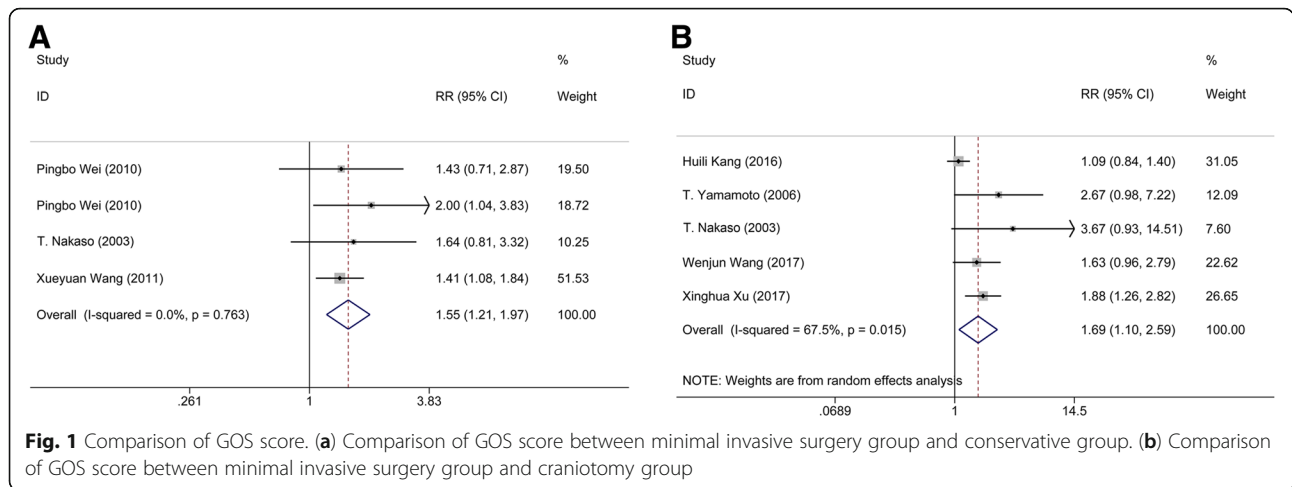 A
Study %
ID RR (95% CI) Weight
Pingbo Wei (2010) 1.43 (0.71, 2.87) 19.50
Pingbo Wei (2010) 2.00 (1.04, 3.83) 18.72
T. Nakaso (2003) 1.64 (0.81, 3.32) 10.25
Xueyuan Wang (2011) 1.41 (1.08, 1.84) 51.53
Overall (I-squared = 0.0%, p = 0.763) 1.55 (1.21, 1.97) 100.00
.261 1 3.83
B
Study %
ID RR (95% CI) Weight
Huili Kang (2016) 1.09 (0.84, 1.40) 31.05
T. Yamamoto (2006) 2.67 (0.98, 7.22) 12.09
T. Nakaso (2003) 3.67 (0.93, 14.51) 7.60
Wenjun Wang (2017) 1.63 (0.96, 2.79) 22.62
Xinghua Xu (2017) 1.88 (1.26, 2.82) 26.65
Overall (I-squared = 67.5%, p = 0.015) 1.69 (1.10, 2.59) 100.00
NOTE: Weights are from random effects analysis
.0689 1 14.5
Fig. 1 Comparison of GOS score. (a) Comparison of GOS score between minimal invasive surgery group and conservative group. (b) Comparison
of GOS score between minimal invasive surgery group and craniotomy group